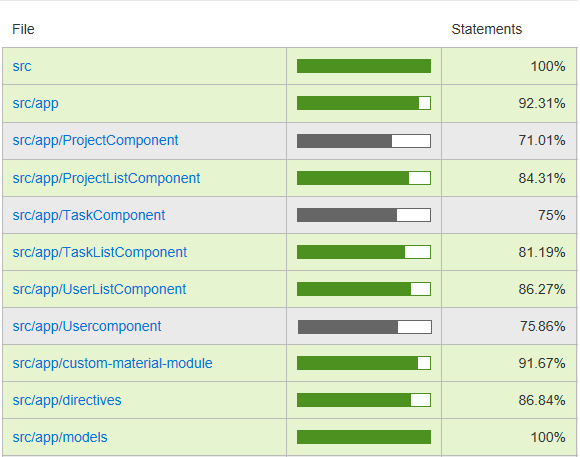 File Statements
src 100%
src/app 92.31%
src/app/ProjectComponent 71.01%
src/app/ProjectListComponent 84.31%
src/app/TaskComponent 75%
src/app/TaskListComponent 81.19%
src/app/UserListComponent 86.27%
src/app/Usercomponent 75.86%
src/app/custom-material-module 91.67%
src/app/directives 86.84%
src/app/models 100%